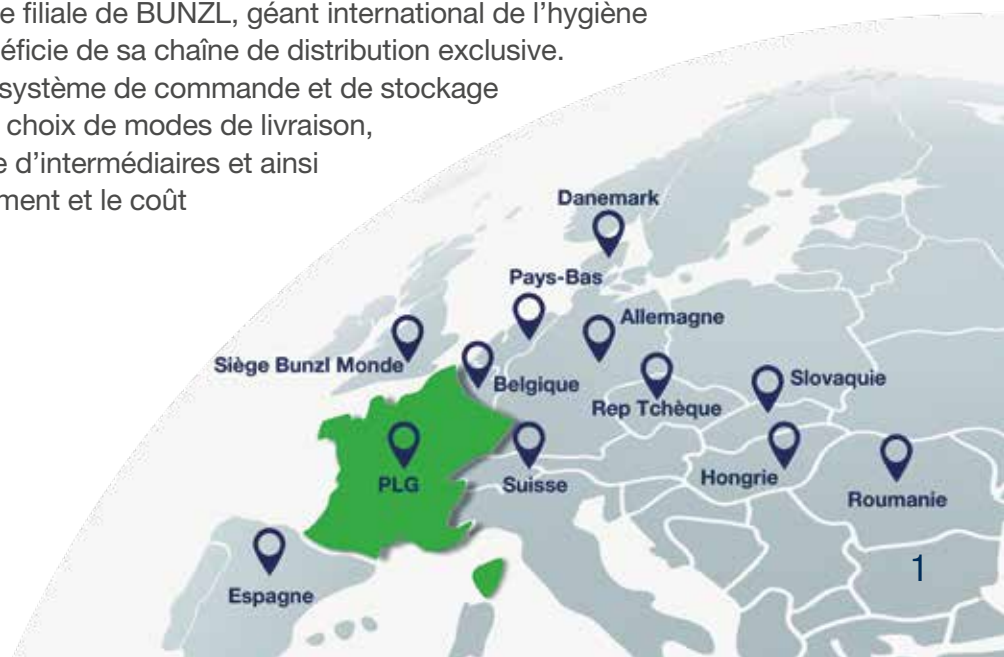 e filiale de BUNZL, géant international de l’hygiène
éficie de sa chaîne de distribution exclusive.
système de commande et de stockage
choix de modes de livraison,
e d’intermédiaires et ainsi
ment et le coût
Danemark
Pays-Bas
Allemagne
Siège Bunzl Monde
Belgique
Slovaquie
Rep Tchèque
PLG
Suisse
Hongrie
Roumanie
Espagne
1